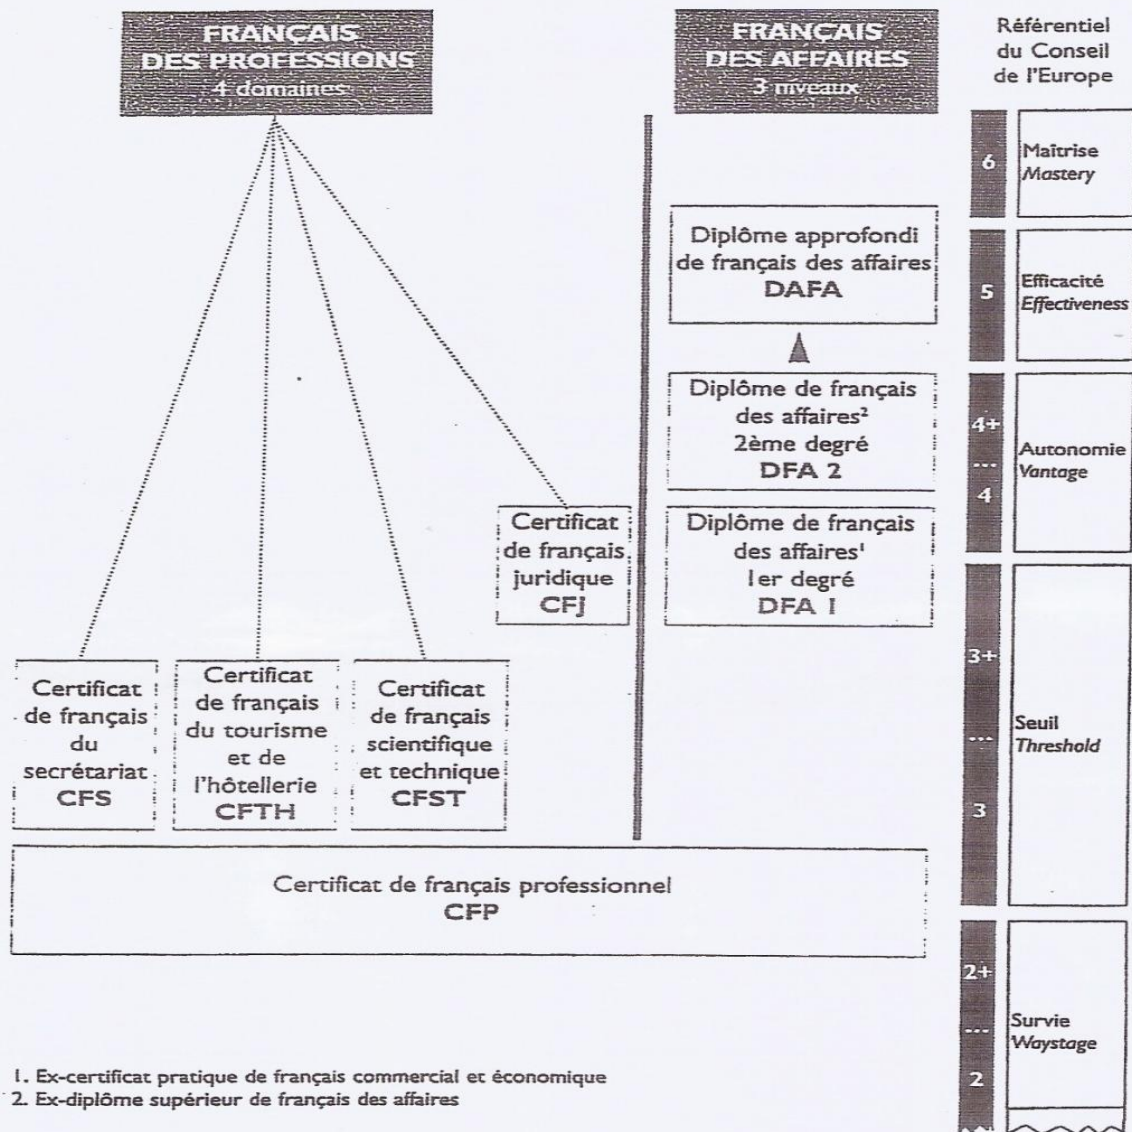 FRANÇAIS
DES PROFESSIONS
4 domaines
FRANÇAIS
DES AFFAIRES
3 niveaux
Référentiel
du Conseil
de l'Europe
6
Maîtrise
Mastery
Diplôme approfondi
de français des affaires
DAFA
5
Efficacité
Effectiveness
Diplôme de français
des affaires²
2ème degré
DFA 2
4+
...
4
Autonomie
Vantage
Certificat
de français
juridique
CFJ
Diplôme de français
des affaires¹
1er degré
DFA 1
3+
...
3
Seuil
Threshold
Certificat
de français
du
secrétariat
CFS
Certificat
de français
du tourisme
et de
l'hôtellerie
CFTH
Certificat
de français
scientifique
et technique
CFST
Certificat de français professionnel
CFP
2+
...
2
Survie
Waystage
1. Ex-certificat pratique de français commercial et économique
2. Ex-diplôme supérieur de français des affaires